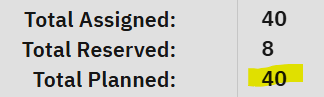 Total Assigned: 40
Total Reserved: 8
Total Planned: 40